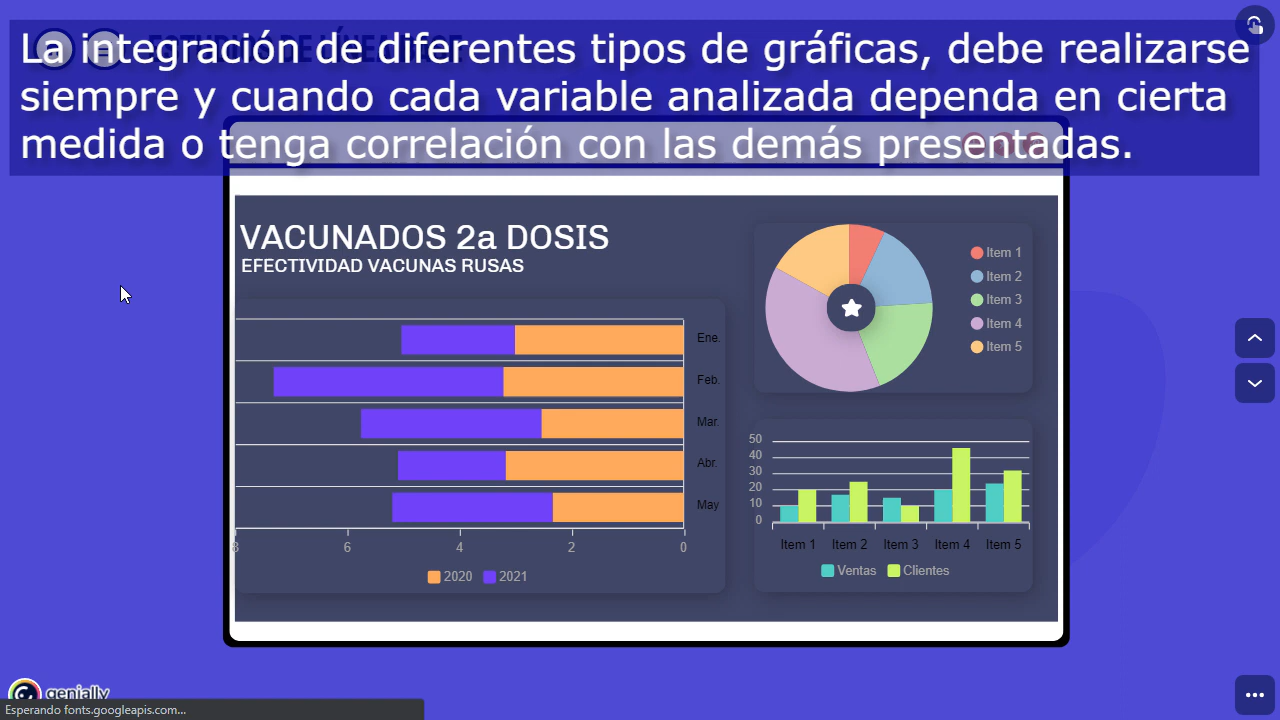 La integración de diferentes tipos de gráficas, debe realizarse
siempre y cuando cada variable analizada dependa en cierta
medida o tenga correlación con las demás presentadas.
VACUNADOS 2a DOSIS
EFECTIVIDAD VACUNAS RUSAS
Ene.
Feb.
Mar.
Abr.
May
8 6 4 2 0
2020 2021
Item 1
Item 2
Item 3
Item 4
Item 5
50
40
30
20
10
0
Item 1 Item 2 Item 3 Item 4 Item 5
Ventas Clientes
genially
Esperando fonts.googleapis.com...